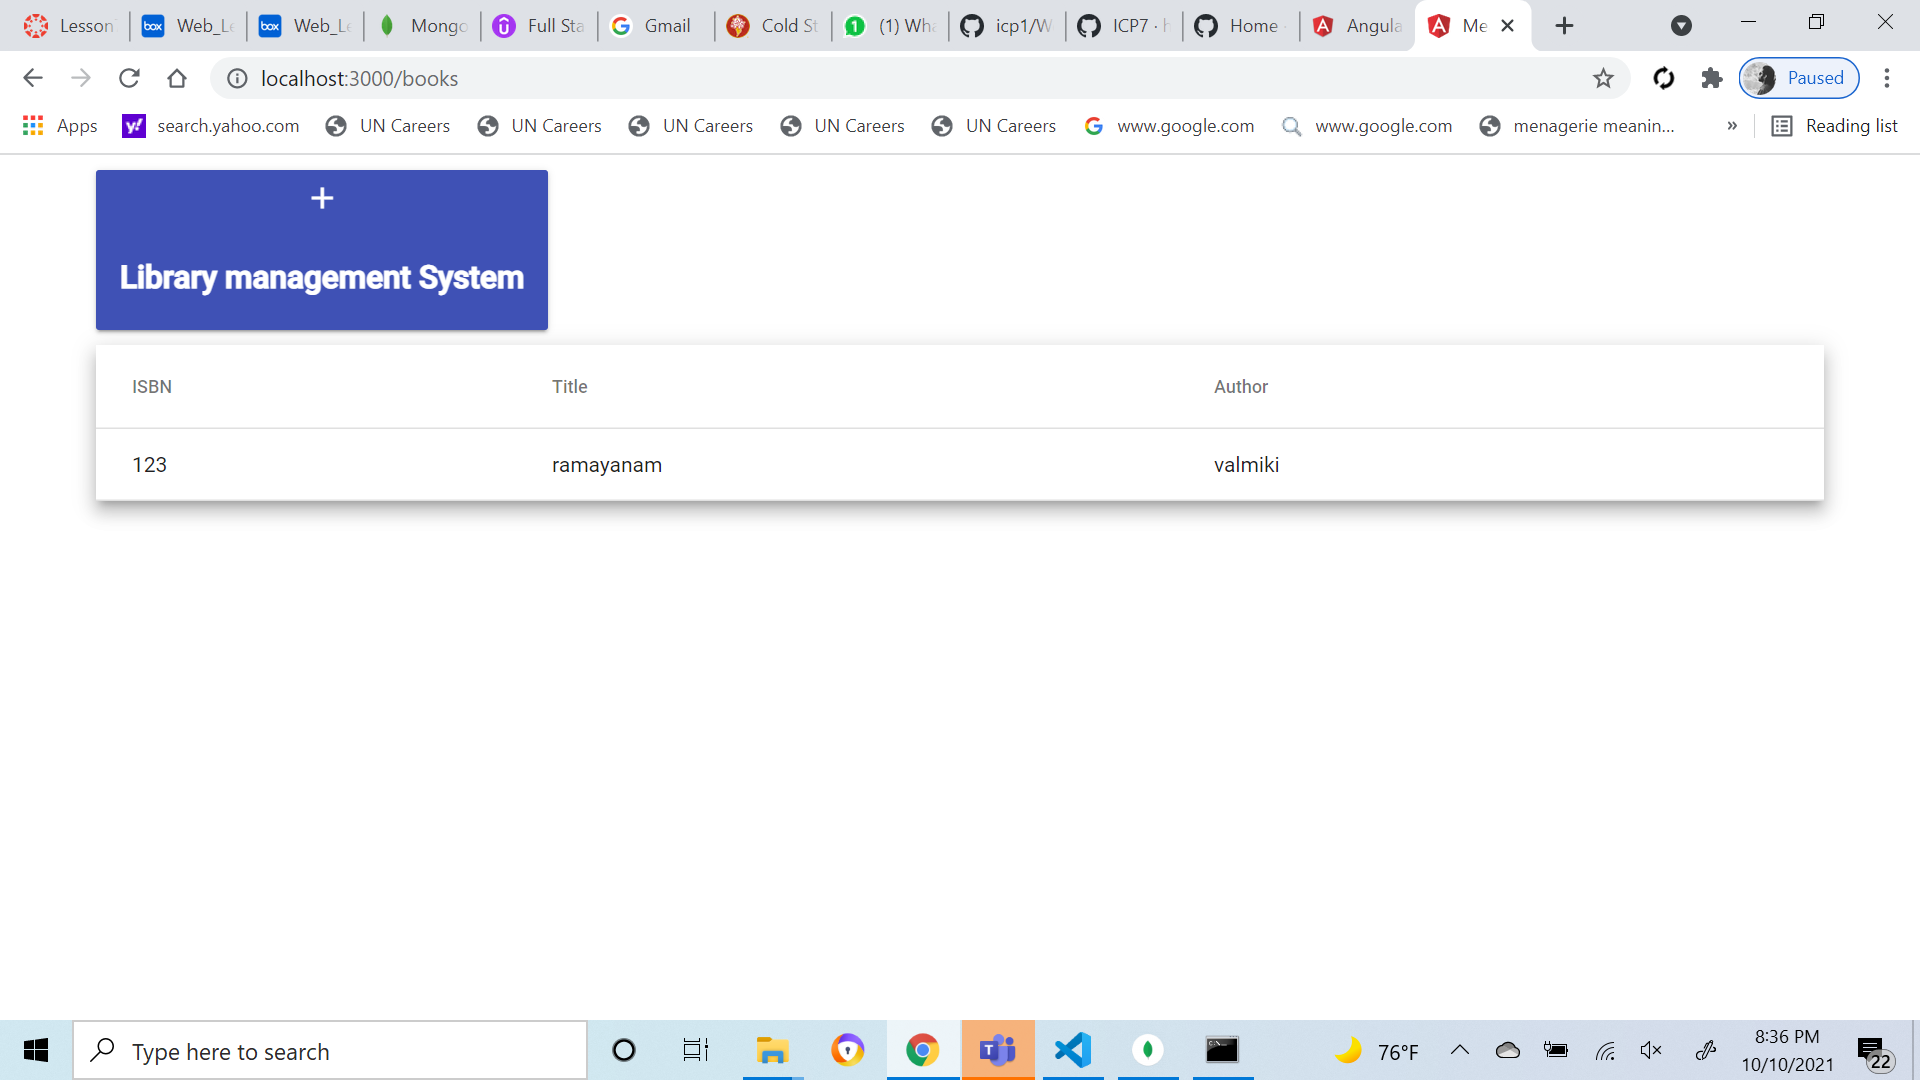 Lesson Web_Le Web_Le Mongo Full Sta Gmail Cold St (1) Wha icp1/W ICP7 · h Home Angula Me
localhost:3000/books Paused
Apps search.yahoo.com UN Careers UN Careers UN Careers UN Careers UN Careers www.google.com www.google.com menagerie meanin... » Reading list
+
Library management System
ISBN Title Author
123 ramayanam valmiki
Type here to search 76°F 8:36 PM
10/10/2021 22